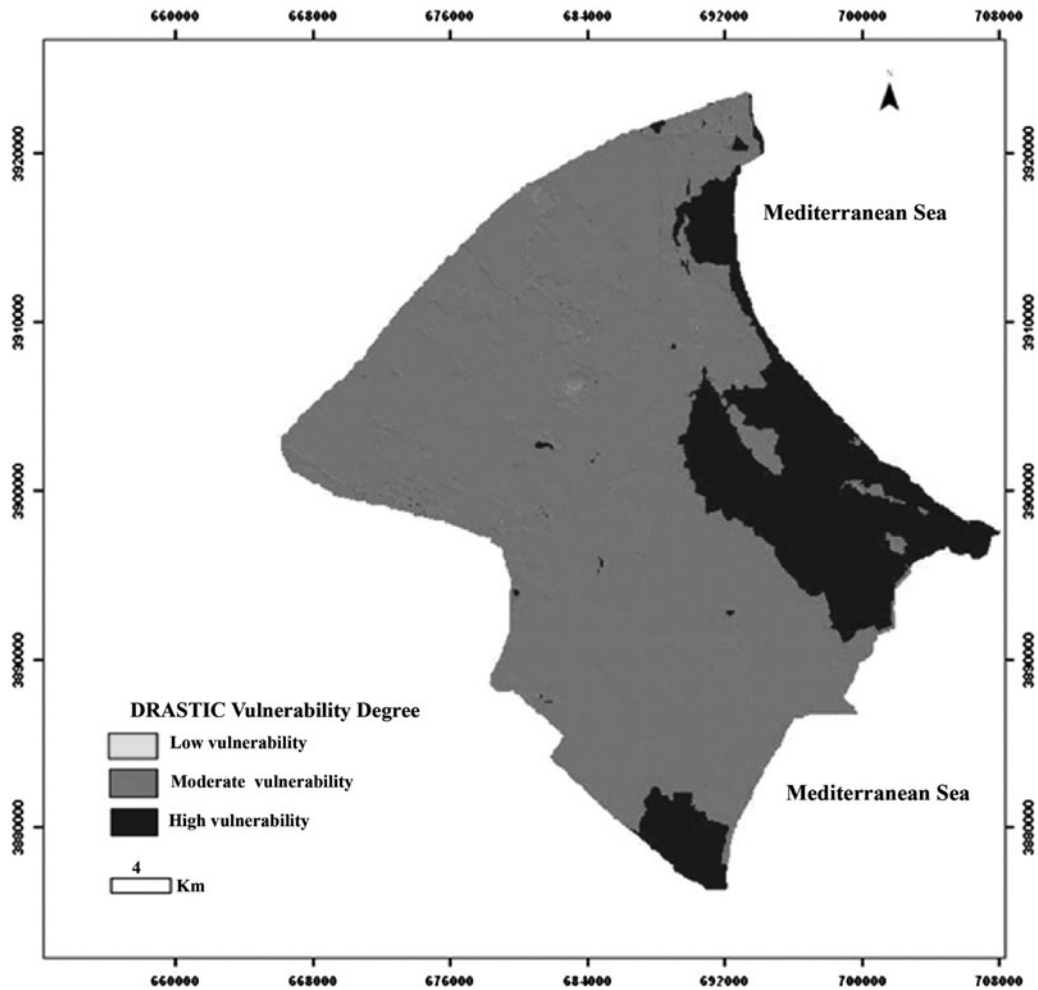 660000 668000 676000 684000 692000 700000 708000
N
3920000 3920000
Mediterranean Sea
3910000 3910000
3900000 3900000
3890000 3890000
DRASTIC Vulnerability Degree
Low vulnerability
Moderate vulnerability
Mediterranean Sea
High vulnerability
3880000 3880000
4
Km
660000 668000 676000 684000 692000 700000 708000